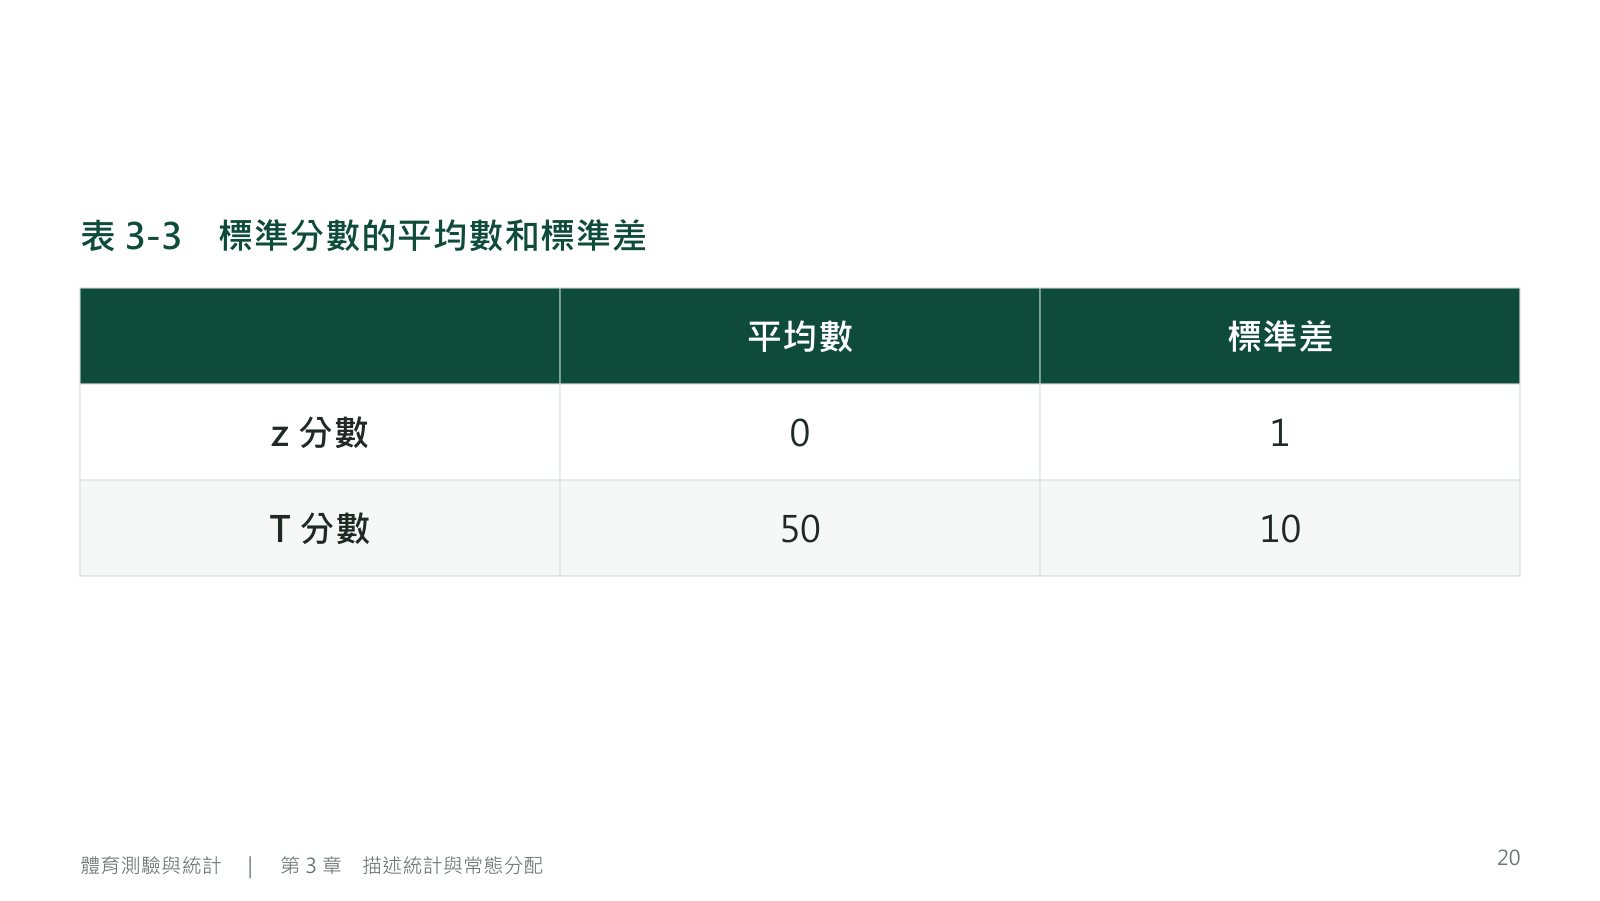 表 3-3　標準分數的平均數和標準差
平均數 標準差
z 分數 0 1
T 分數 50 10
體育測驗與統計　|　第 3 章　描述統計與常態分配
20